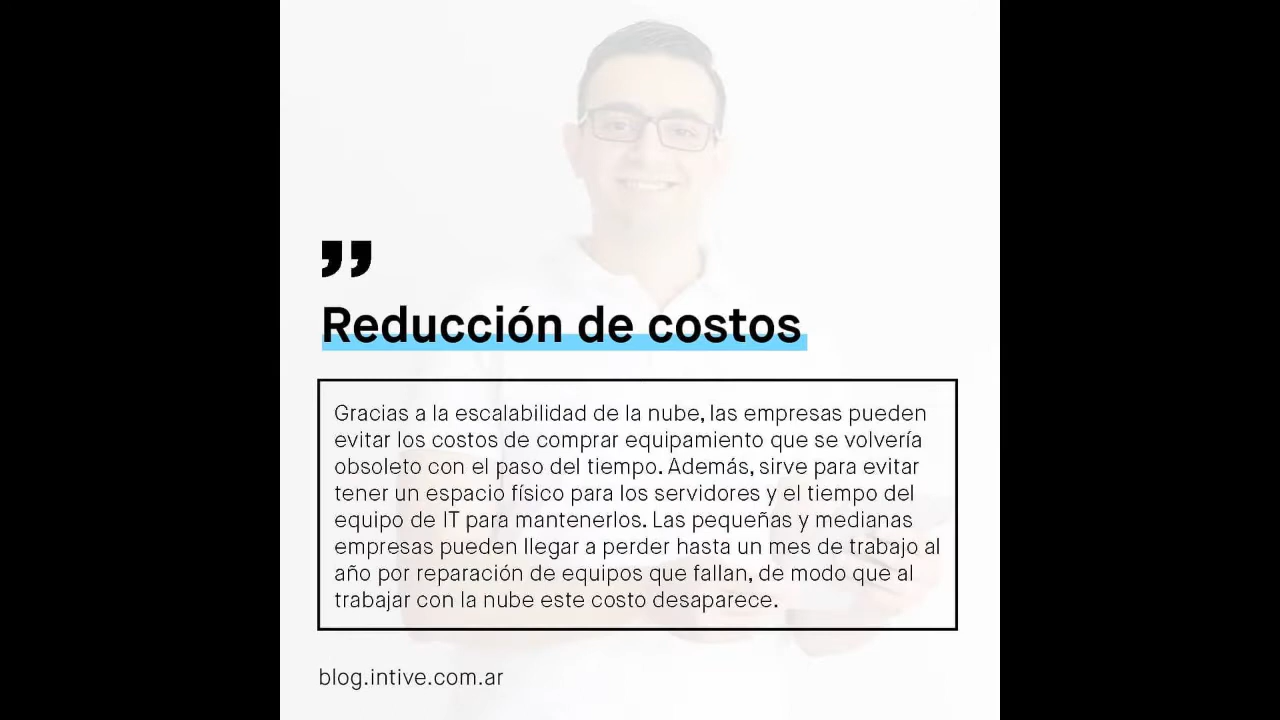 ”
Reducción de costos
Gracias a la escalabilidad de la nube, las empresas pueden
evitar los costos de comprar equipamiento que se volvería
obsoleto con el paso del tiempo. Además, sirve para evitar
tener un espacio físico para los servidores y el tiempo del
equipo de IT para mantenerlos. Las pequeñas y medianas
empresas pueden llegar a perder hasta un mes de trabajo al
año por reparación de equipos que fallan, de modo que al
trabajar con la nube este costo desaparece.
blog.intive.com.ar